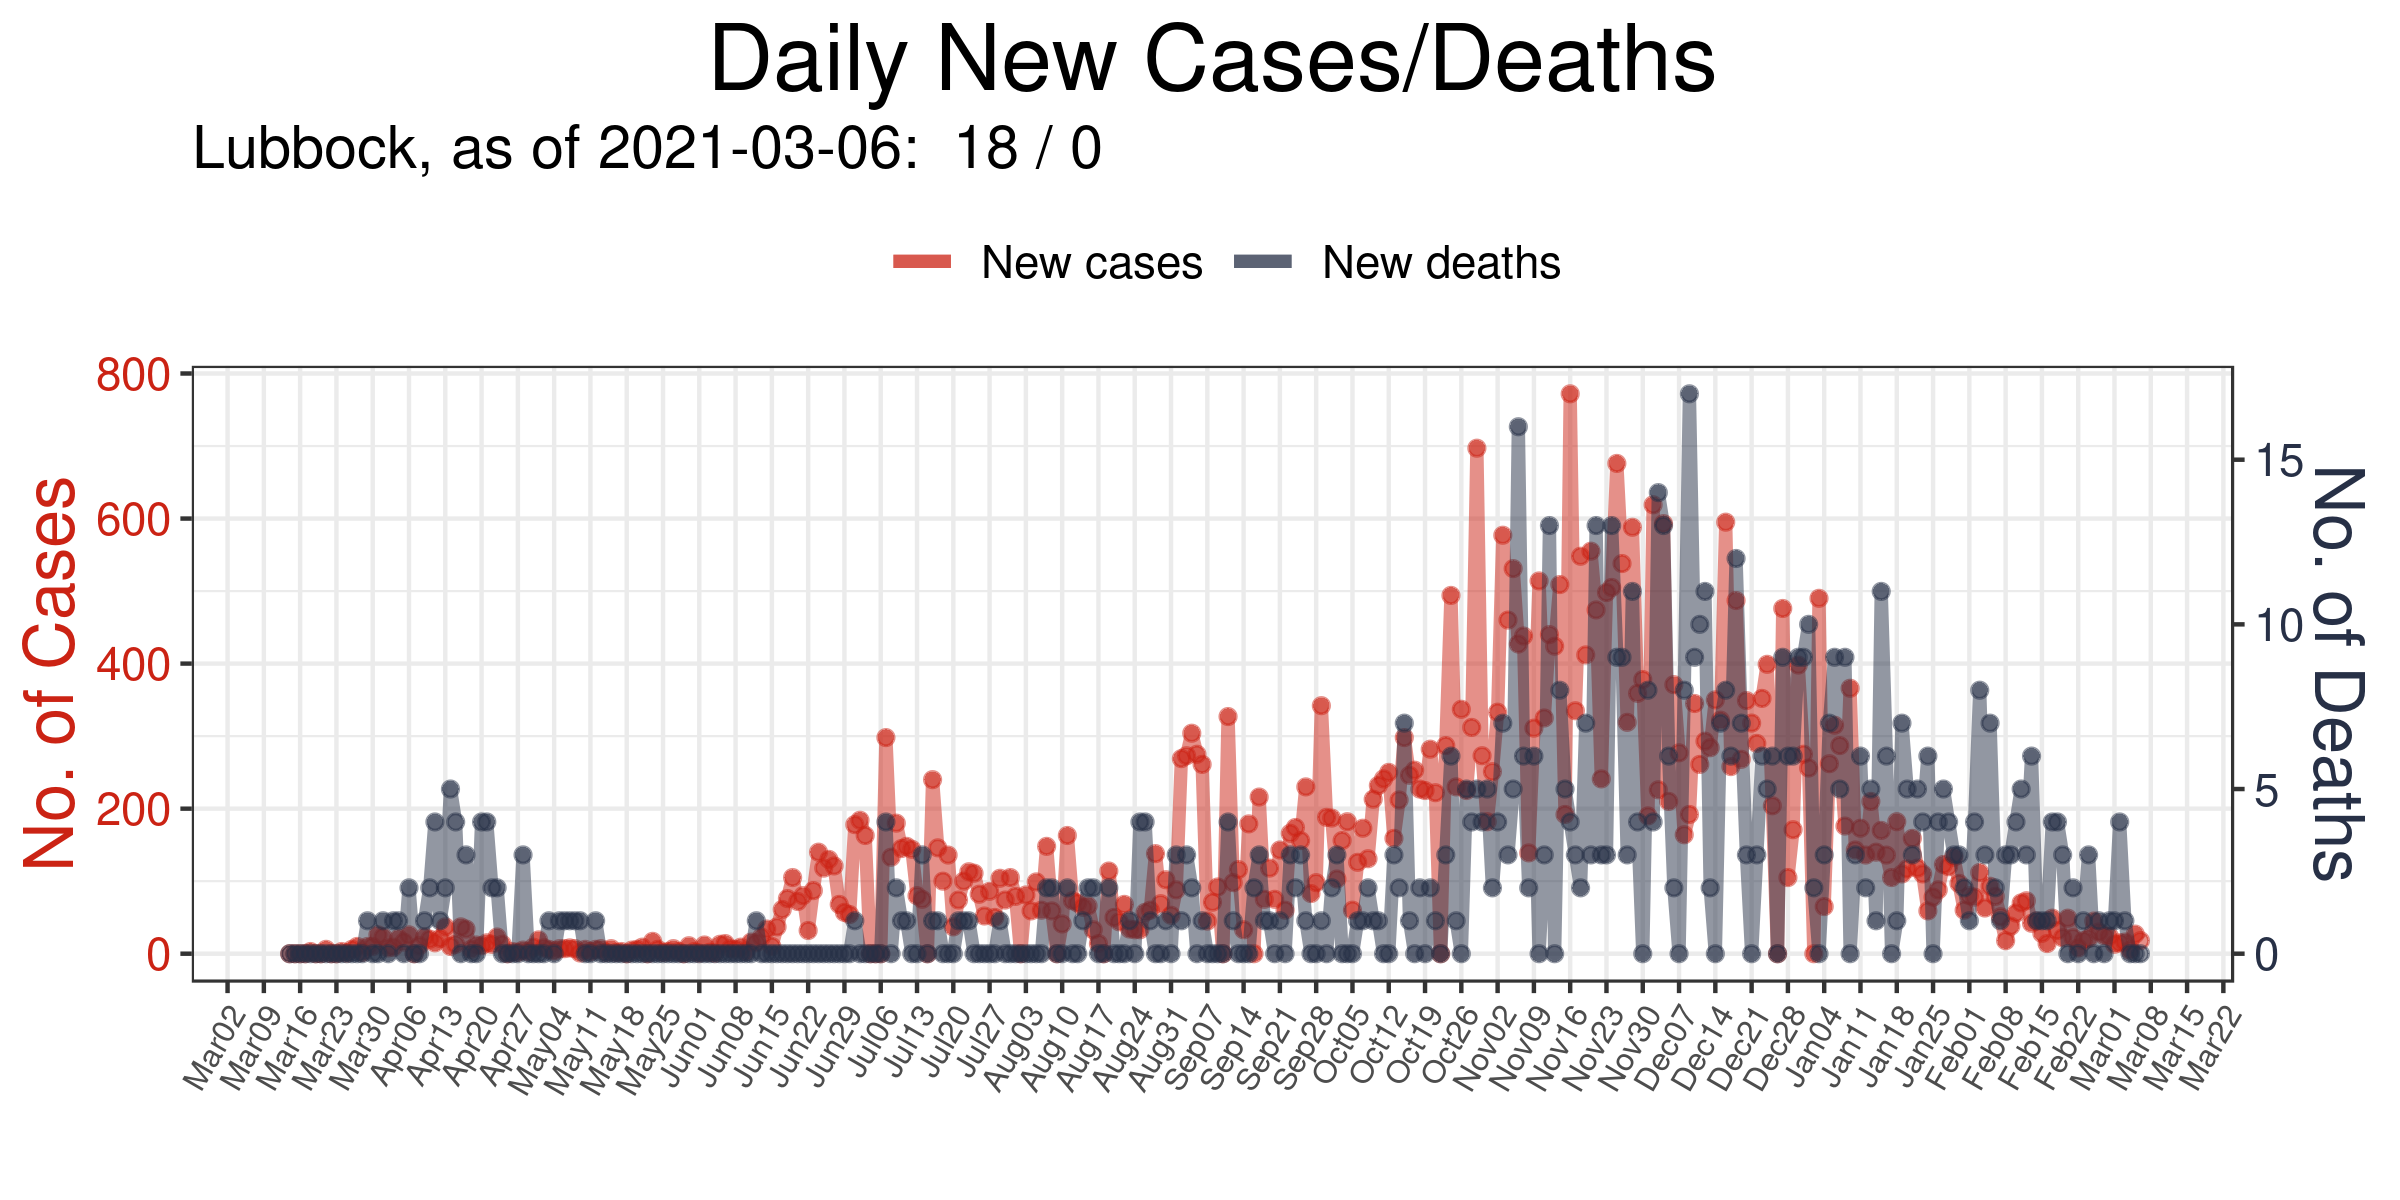 Daily New Cases/Deaths
Lubbock, as of 2021-03-06:  18 / 0
New cases
New deaths
No. of Cases
800
600
400
200
0
No. of Deaths
15
10
5
0
Mar02
Mar09
Mar16
Mar23
Mar30
Apr06
Apr13
Apr20
Apr27
May04
May11
May18
May25
Jun01
Jun08
Jun15
Jun22
Jun29
Jul06
Jul13
Jul20
Jul27
Aug03
Aug10
Aug17
Aug24
Aug31
Sep07
Sep14
Sep21
Sep28
Oct05
Oct12
Oct19
Oct26
Nov02
Nov09
Nov16
Nov23
Nov30
Dec07
Dec14
Dec21
Dec28
Dec04
Jan11
Jan18
Jan25
Feb01
Feb08
Feb15
Feb22
Mar01
Mar08
Mar15
Mar22